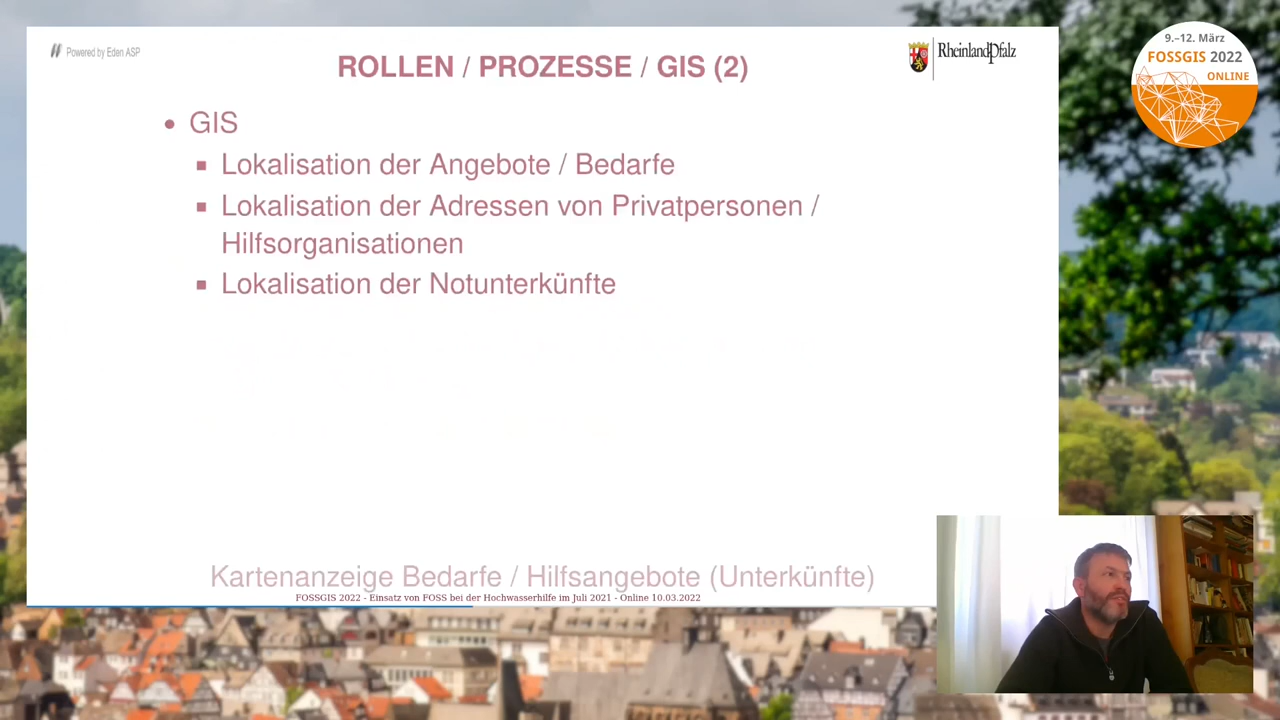 Powered by Eden ASP
ROLLEN / PROZESSE / GIS (2)
RheinlandPfalz
9.–12. März
FOSSGIS 2022
ONLINE
GIS
Lokalisation der Angebote / Bedarfe
Lokalisation der Adressen von Privatpersonen /
Hilfsorganisationen
Lokalisation der Notunterkünfte
Kartenanzeige Bedarfe / Hilfsangebote (Unterkünfte)
FOSSGIS 2022 - Einsatz von FOSS bei der Hochwasserhilfe im Juli 2021 - Online 10.03.2022